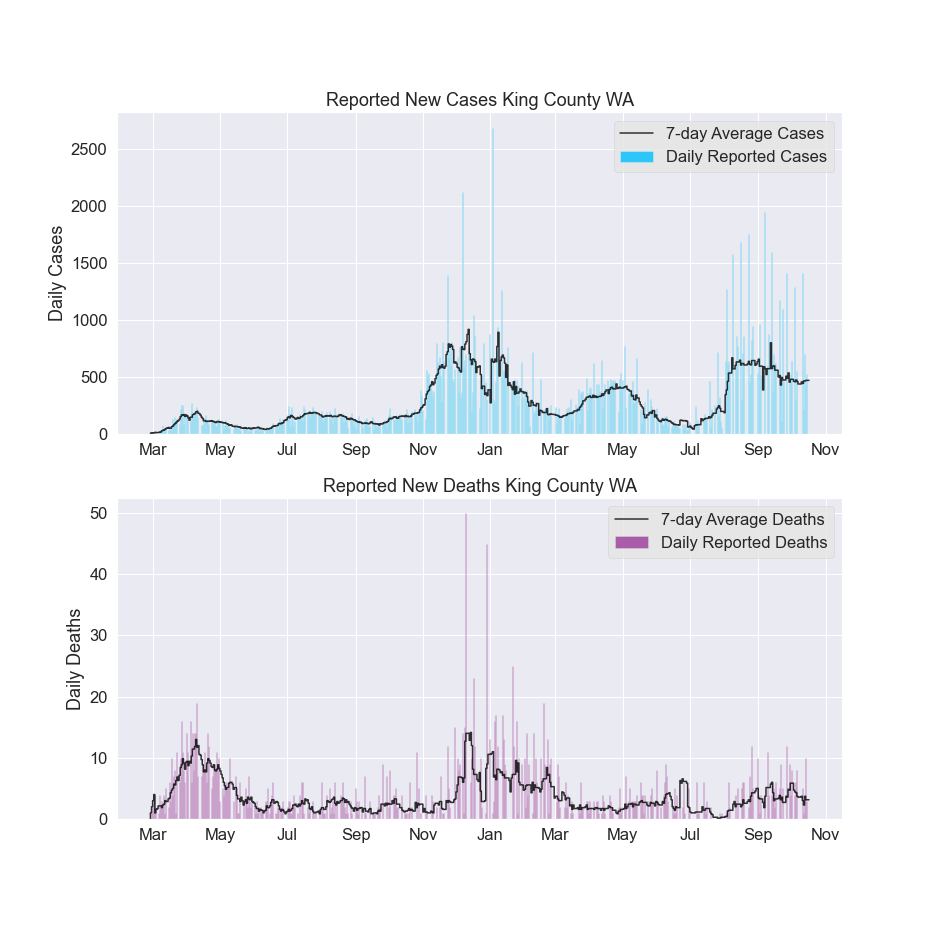 Reported New Cases King County WA
7-day Average Cases
Daily Reported Cases
Daily Cases
2500
2000
1500
1000
500
0
Mar May Jul Sep Nov Jan Mar May Jul Sep Nov
Reported New Deaths King County WA
7-day Average Deaths
Daily Reported Deaths
Daily Deaths
50
40
30
20
10
0
Mar May Jul Sep Nov Jan Mar May Jul Sep Nov